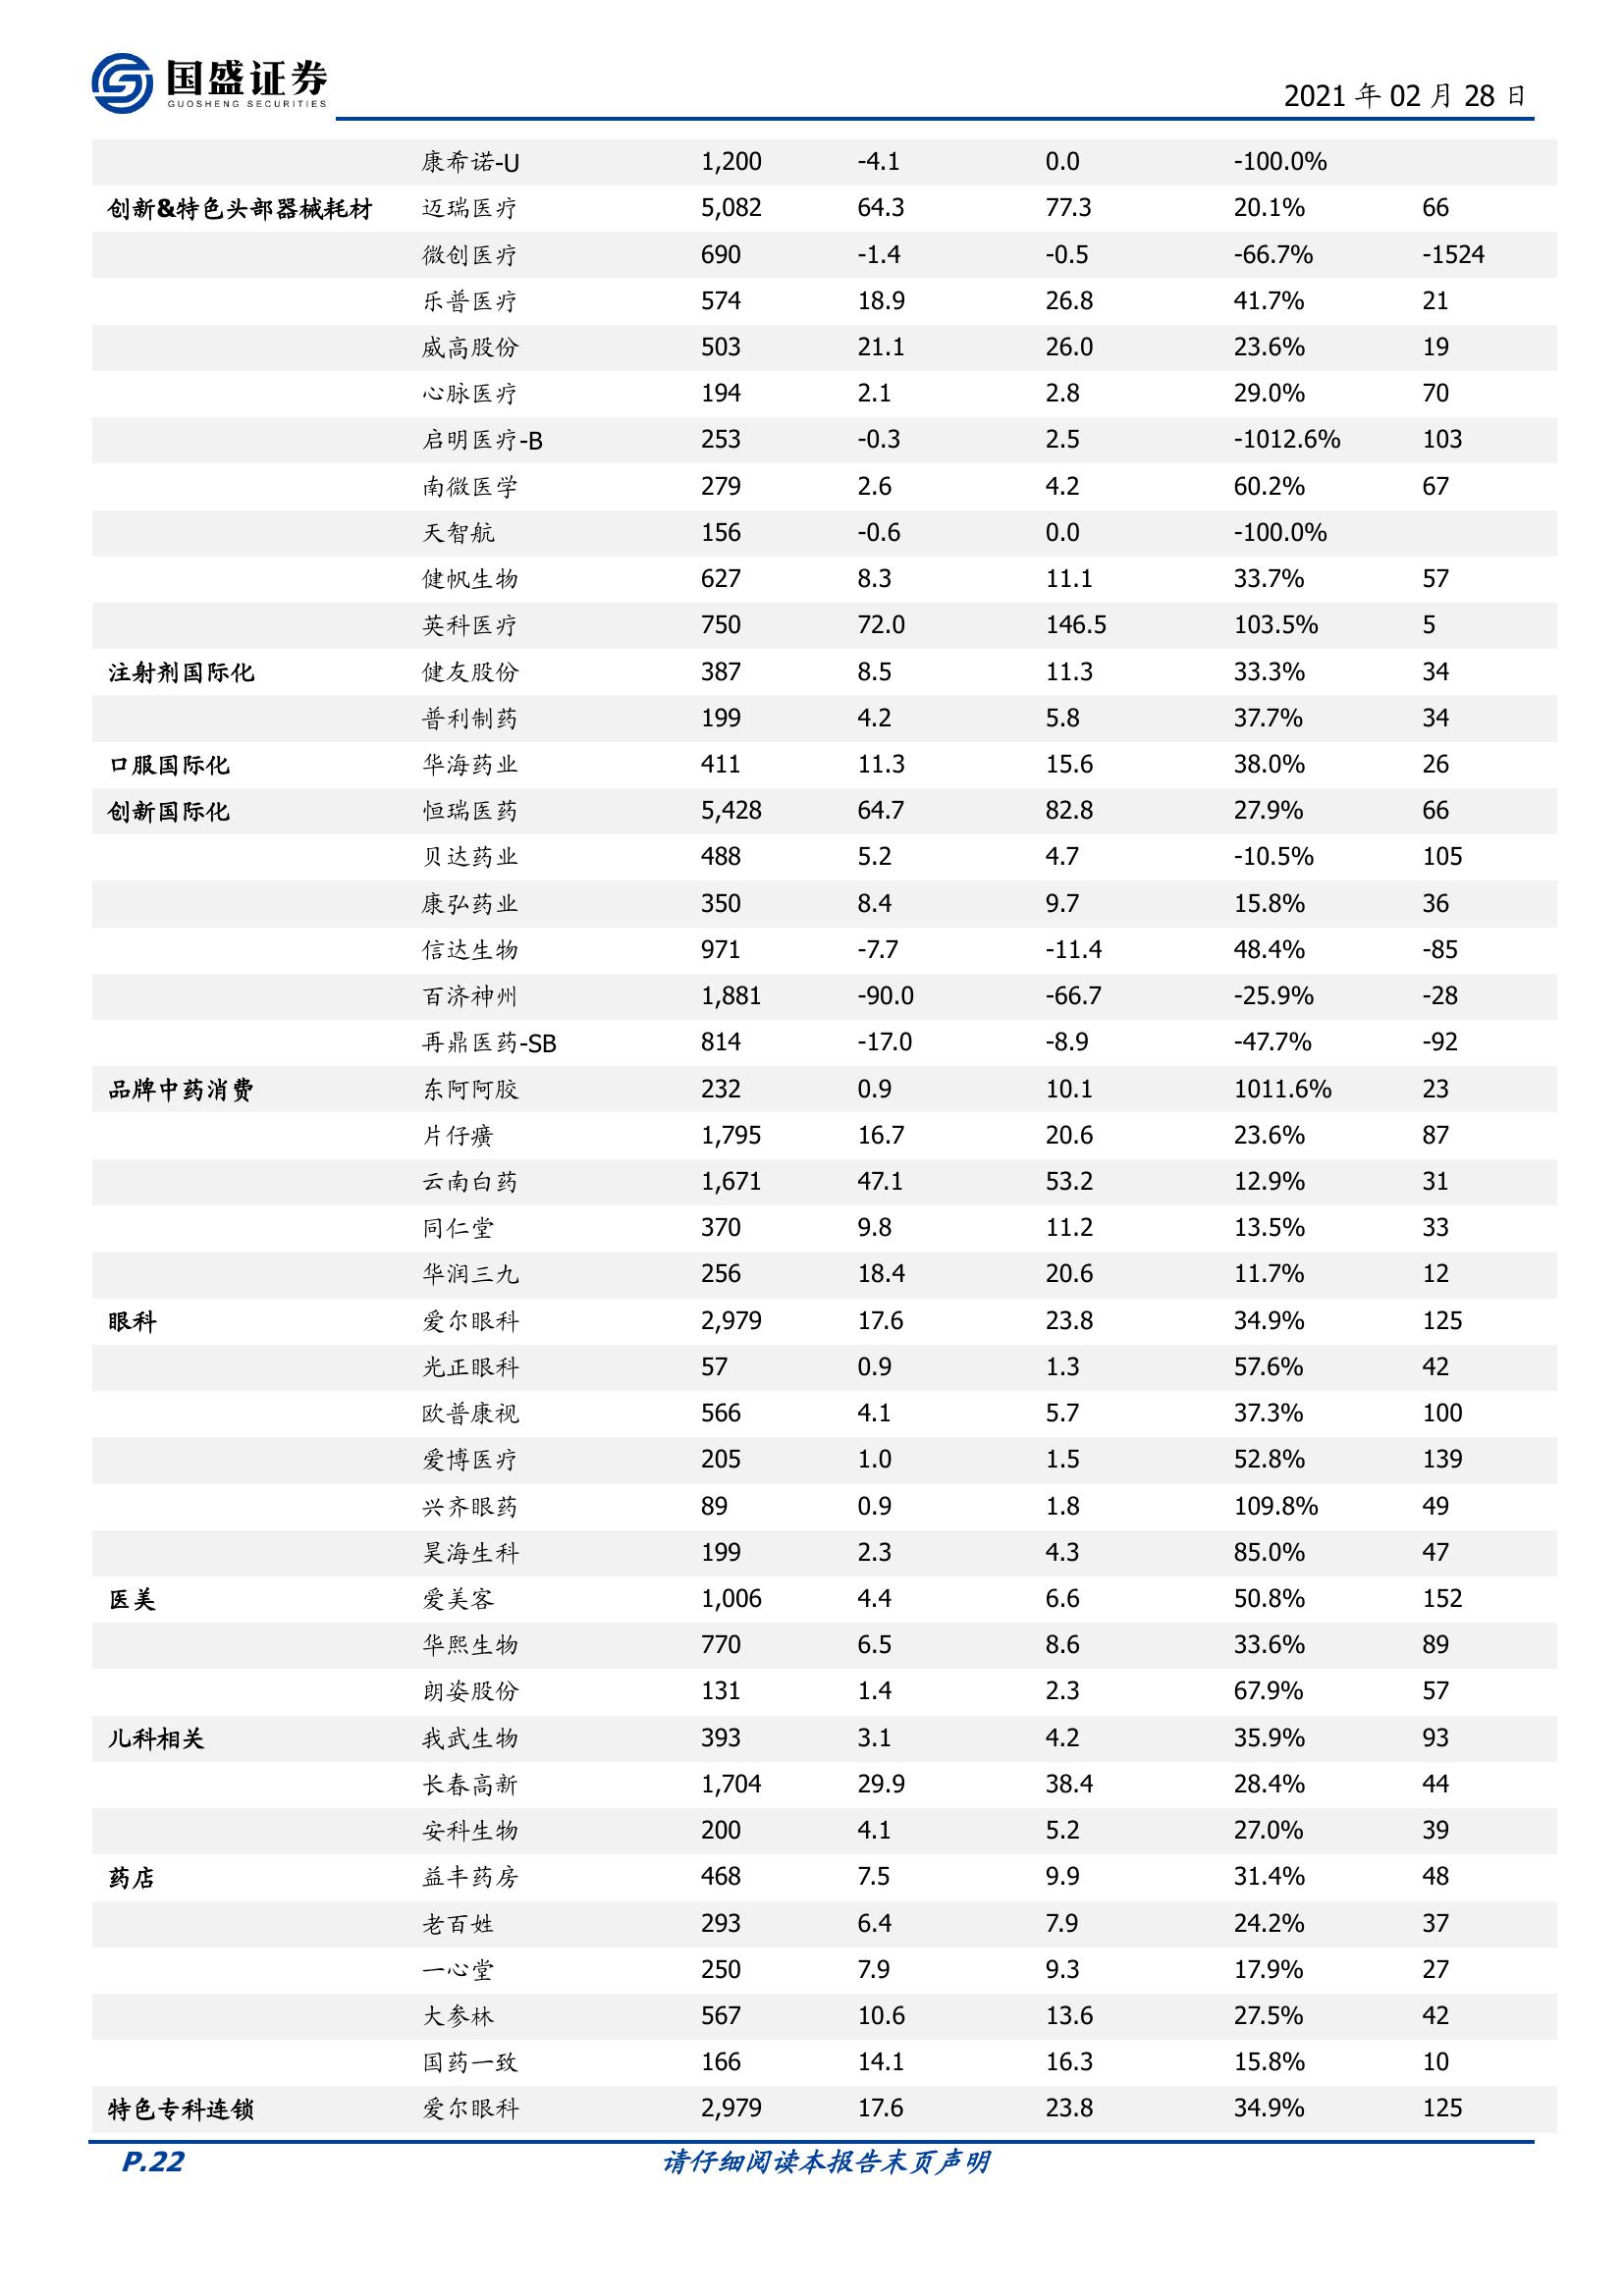 国盛证券
GUOSHENG SECURITIES
2021 年 02 月 28 日
康希诺-U 1,200 -4.1 0.0 -100.0%
创新&特色头部器械耗材 迈瑞医疗 5,082 64.3 77.3 20.1% 66
微创医疗 690 -1.4 -0.5 -66.7% -1524
乐普医疗 574 18.9 26.8 41.7% 21
威高股份 503 21.1 26.0 23.6% 19
心脉医疗 194 2.1 2.8 29.0% 70
启明医疗-B 253 -0.3 2.5 -1012.6% 103
南微医学 279 2.6 4.2 60.2% 67
天智航 156 -0.6 0.0 -100.0%
健帆生物 627 8.3 11.1 33.7% 57
英科医疗 750 72.0 146.5 103.5% 5
注射剂国际化 健友股份 387 8.5 11.3 33.3% 34
普利制药 199 4.2 5.8 37.7% 34
口服国际化 华海药业 411 11.3 15.6 38.0% 26
创新国际化 恒瑞医药 5,428 64.7 82.8 27.9% 66
贝达药业 488 5.2 4.7 -10.5% 105
康弘药业 350 8.4 9.7 15.8% 36
信达生物 971 -7.7 -11.4 48.4% -85
百济神州 1,881 -90.0 -66.7 -25.9% -28
再鼎医药-SB 814 -17.0 -8.9 -47.7% -92
品牌中药消费 东阿阿胶 232 0.9 10.1 1011.6% 23
片仔癀 1,795 16.7 20.6 23.6% 87
云南白药 1,671 47.1 53.2 12.9% 31
同仁堂 370 9.8 11.2 13.5% 33
华润三九 256 18.4 20.6 11.7% 12
眼科 爱尔眼科 2,979 17.6 23.8 34.9% 125
光正眼科 57 0.9 1.3 57.6% 42
欧普康视 566 4.1 5.7 37.3% 100
爱博医疗 205 1.0 1.5 52.8% 139
兴齐眼药 89 0.9 1.8 109.8% 49
昊海生科 199 2.3 4.3 85.0% 47
医美 爱美客 1,006 4.4 6.6 50.8% 152
华熙生物 770 6.5 8.6 33.6% 89
朗姿股份 131 1.4 2.3 67.9% 57
儿科相关 我武生物 393 3.1 4.2 35.9% 93
长春高新 1,704 29.9 38.4 28.4% 44
安科生物 200 4.1 5.2 27.0% 39
药店 益丰药房 468 7.5 9.9 31.4% 48
老百姓 293 6.4 7.9 24.2% 37
一心堂 250 7.9 9.3 17.9% 27
大参林 567 10.6 13.6 27.5% 42
国药一致 166 14.1 16.3 15.8% 10
特色专科连锁 爱尔眼科 2,979 17.6 23.8 34.9% 125
P.22 请仔细阅读本报告末页声明